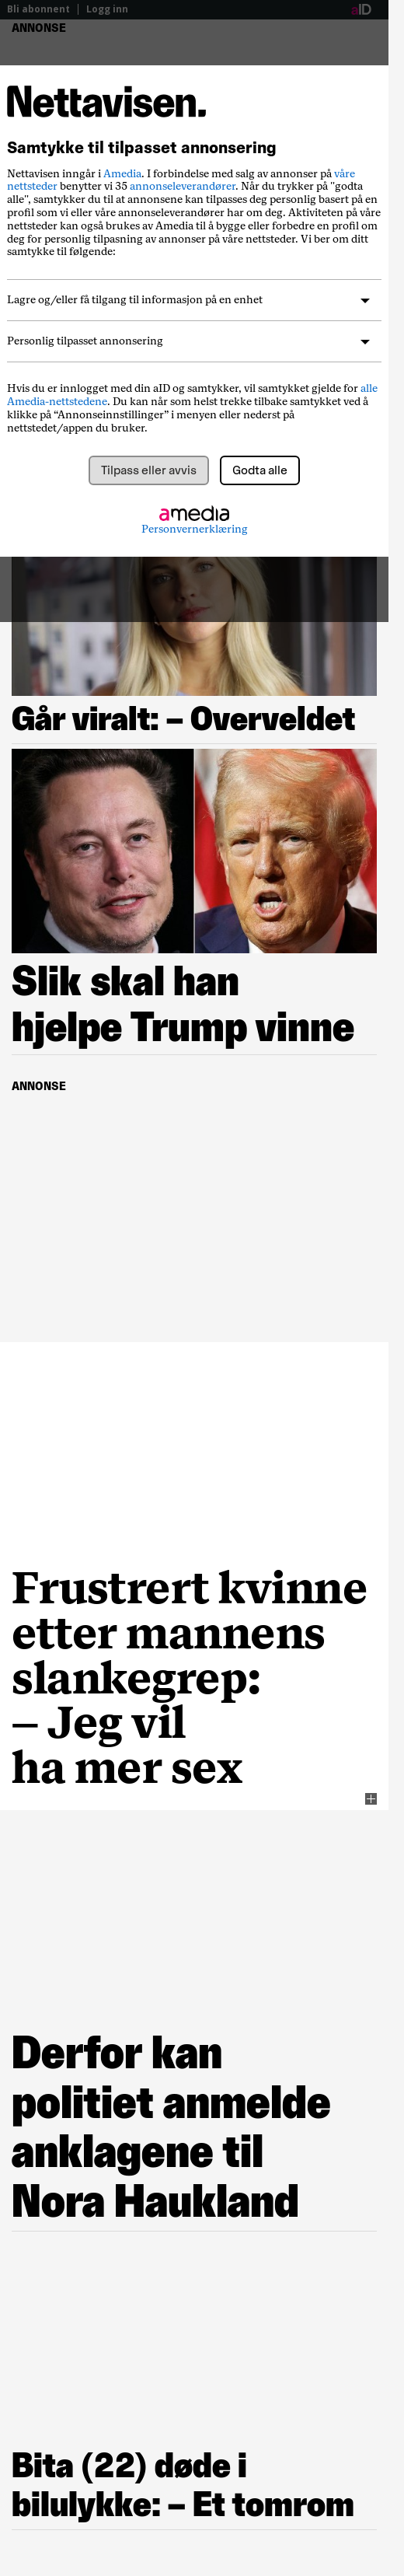 Bli abonnent | Logg inn
aID
ANNONSE
Nettavisen.
Samtykke til tilpasset annonsering
Nettavisen inngår i Amedia. I forbindelse med salg av annonser på våre
nettsteder benytter vi 35 annonseleverandører. Når du trykker på "godta
alle", samtykker du til at annonsene kan tilpasses deg personlig basert på en
profil som vi eller våre annonseleverandører har om deg. Aktiviteten på våre
nettsteder kan også brukes av Amedia til å bygge eller forbedre en profil om
deg for personlig tilpasning av annonser på våre nettsteder. Vi ber om ditt
samtykke til følgende:
Lagre og/eller få tilgang til informasjon på en enhet
Personlig tilpasset annonsering
Hvis du er innlogget med din aID og samtykker, vil samtykket gjelde for alle
Amedia-nettstedene. Du kan når som helst trekke tilbake samtykket ved å
klikke på “Annonseinnstillinger” i menyen eller nederst på
nettstedet/appen du bruker.
Tilpass eller avvis
Godta alle
amedia
Personvernerklæring
Går viralt: – Overveldet
Slik skal han
hjelpe Trump vinne
ANNONSE
Frustrert kvinne
etter mannens
slankegrep:
– Jeg vil
ha mer sex
Derfor kan
politiet anmelde
anklagene til
Nora Haukland
Bita (22) døde i
bilulykke: – Et tomrom